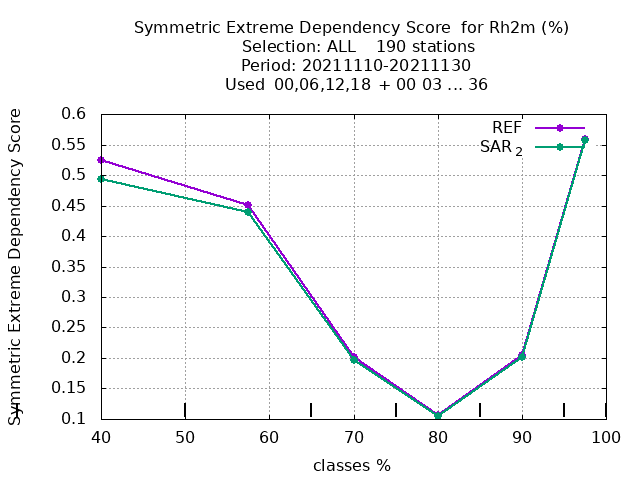 Symmetric Extreme Dependency Score for Rh2m (%)
Selection: ALL 190 stations
Period: 20211110-20211130
Used 00,06,12,18 + 00 03 ... 36
Symmetric Extreme Dependency Score
y
REF
SAR 2
0.6
0.55
0.5
0.45
0.4
0.35
0.3
0.25
0.2
0.15
0.1
40 50 60 70 80 90 100
classes %